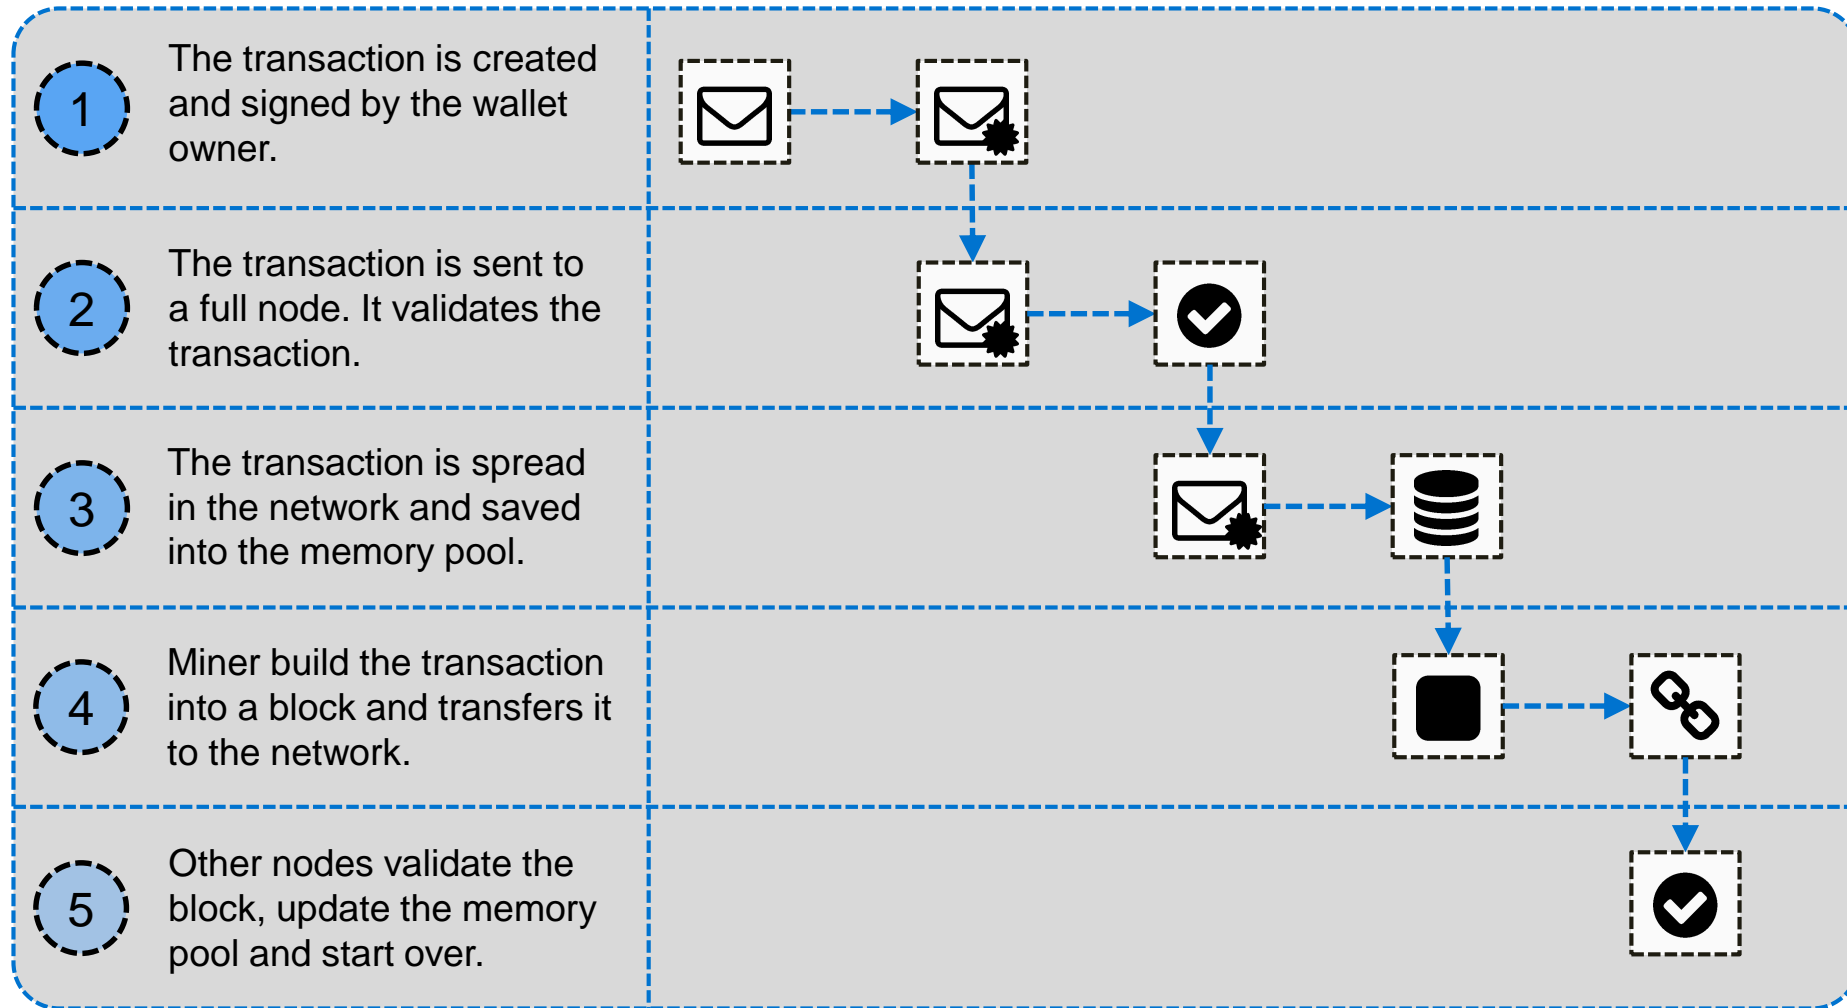 1
The transaction is created
and signed by the wallet
owner.
2
The transaction is sent to
a full node. It validates the
transaction.
3
The transaction is spread
in the network and saved
into the memory pool.
4
Miner build the transaction
into a block and transfers it
to the network.
5
Other nodes validate the
block, update the memory
pool and start over.